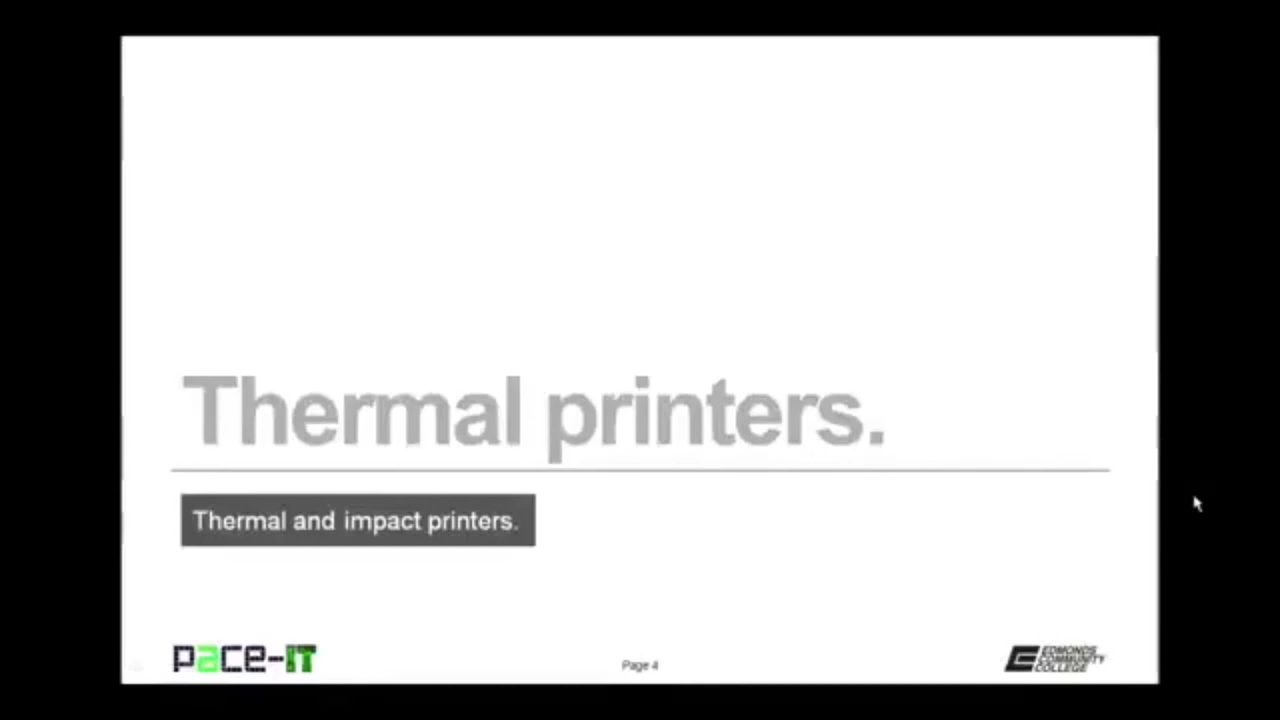 Thermal printers.
Thermal and impact printers.
pace-IT
Page 4
EDMONDS
COMMUNITY
COLLEGE